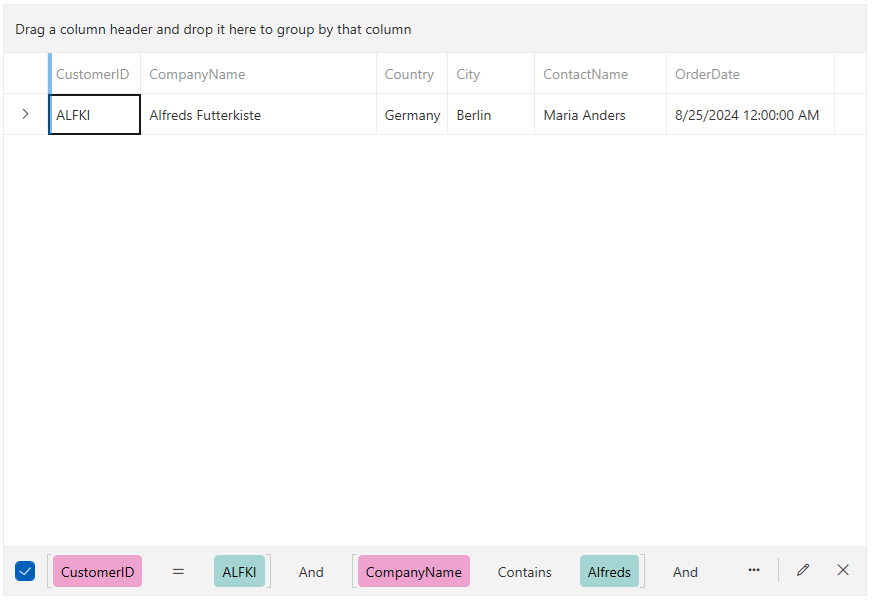 Drag a column header and drop it here to group by that column
CustomerID CompanyName Country City ContactName OrderDate
ALFKI Alfreds Futterkiste Germany Berlin Maria Anders 8/25/2024 12:00:00 AM
CustomerID = ALFKI And CompanyName Contains Alfreds And ...